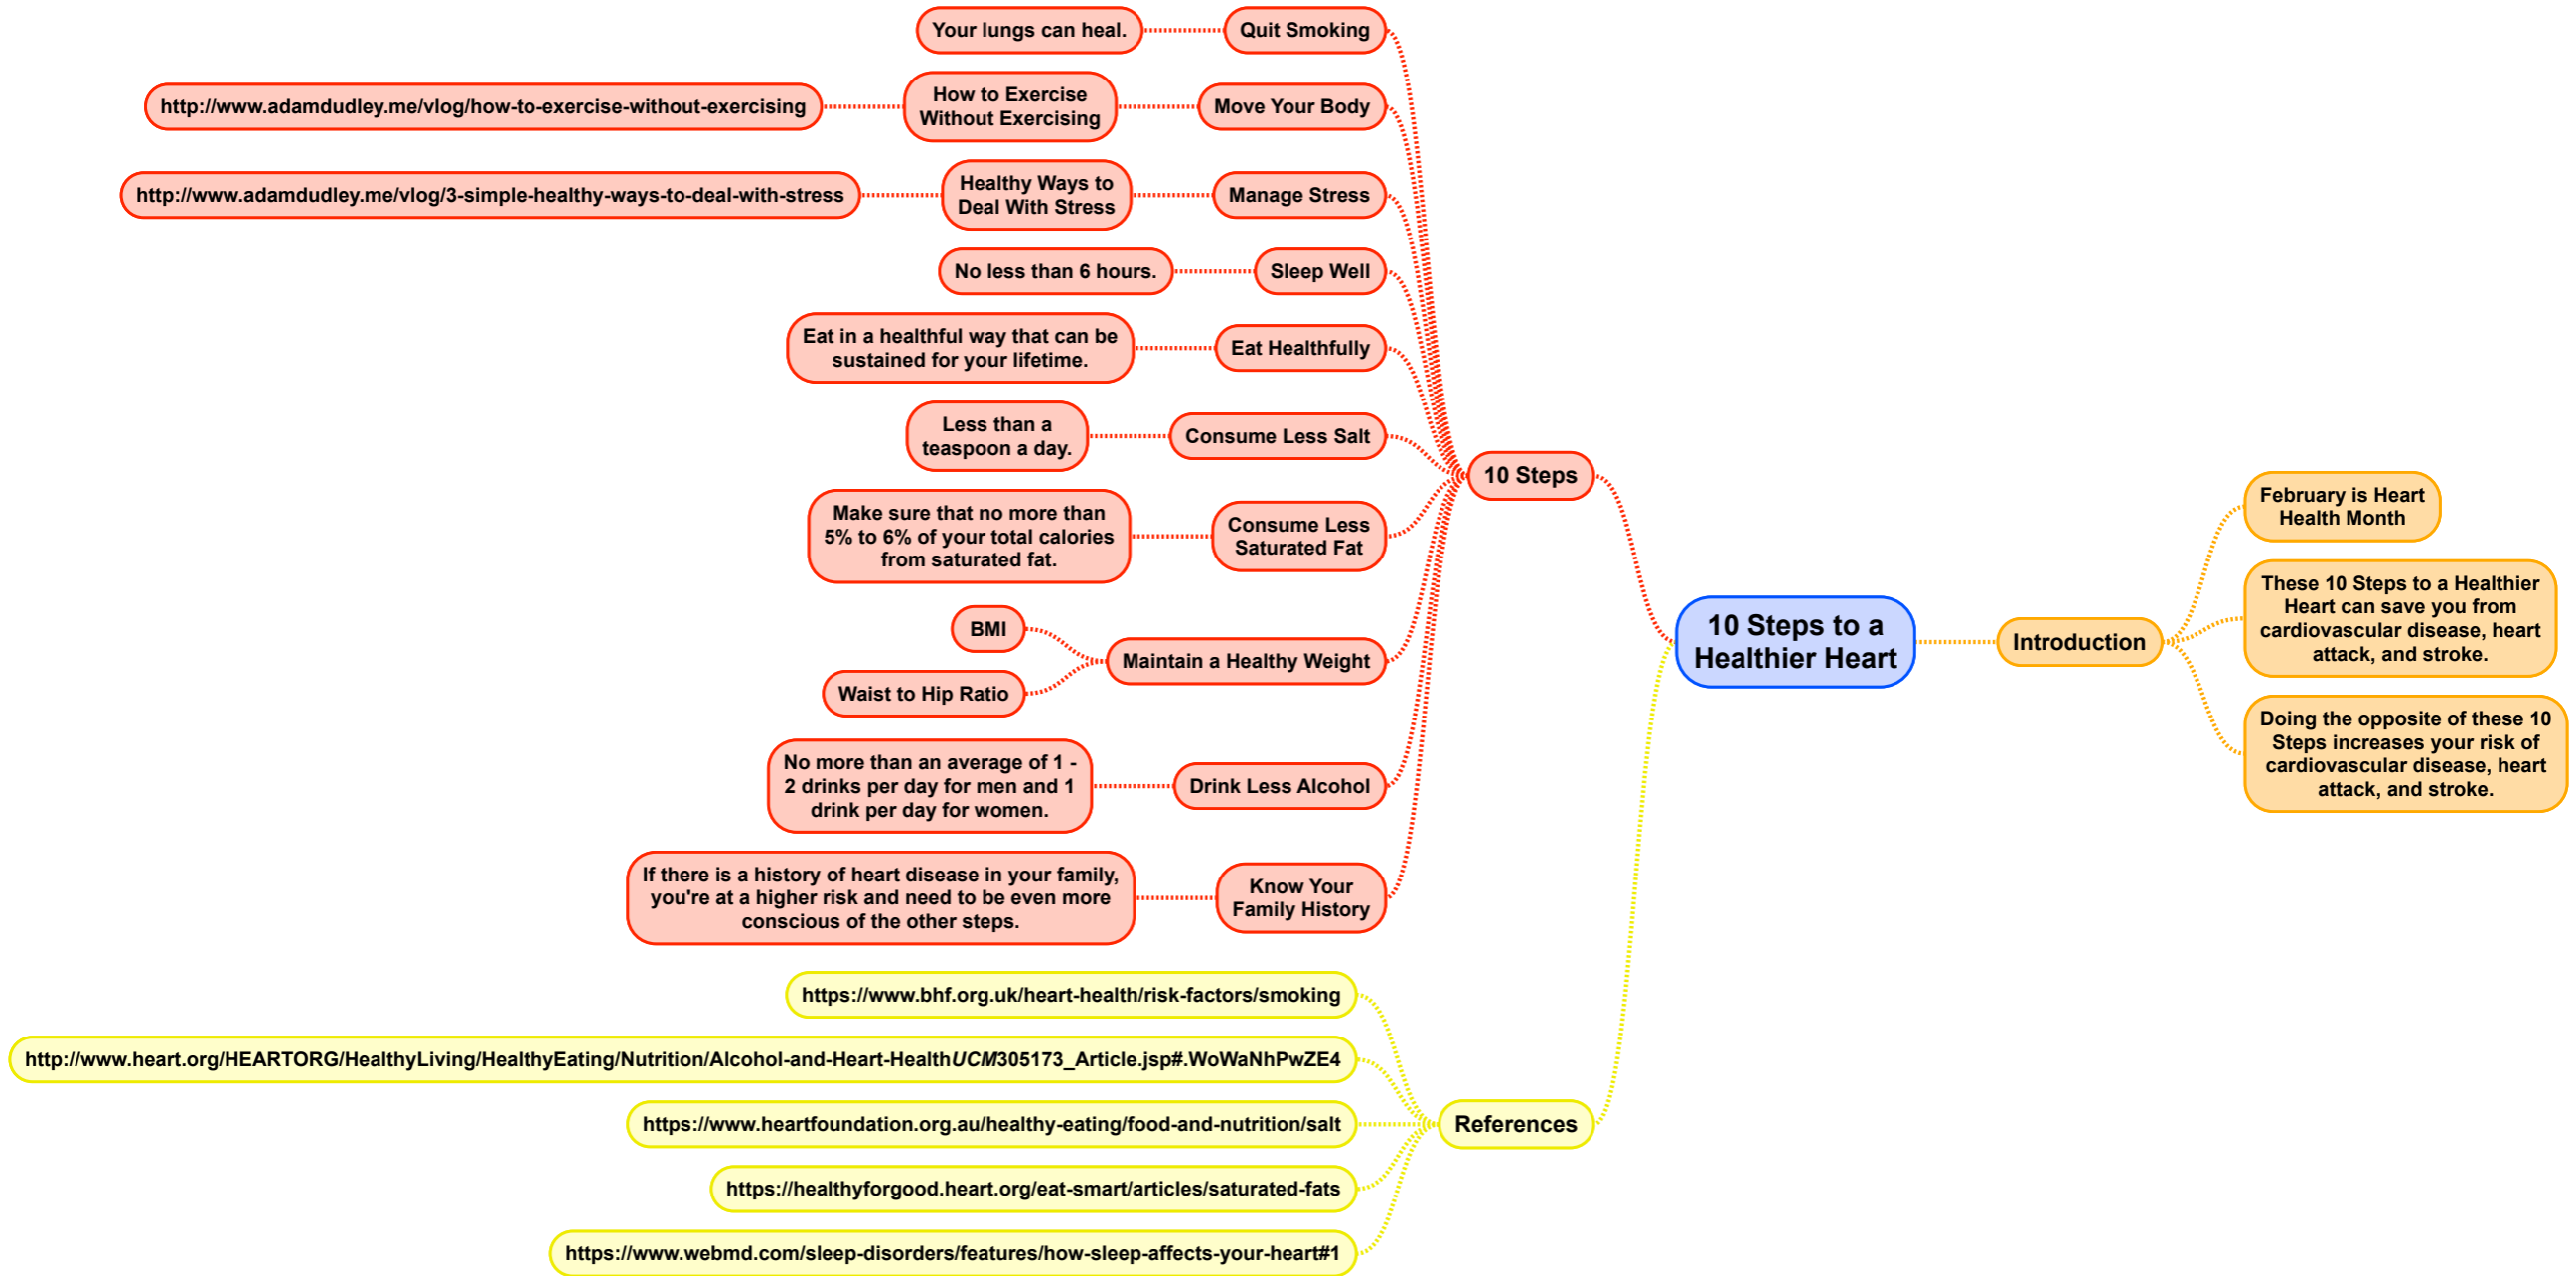 10 Steps to a
Healthier Heart
Introduction
February is Heart
Health Month
These 10 Steps to a Healthier
Heart can save you from
cardiovascular disease, heart
attack, and stroke.
Doing the opposite of these 10
Steps increases your risk of
cardiovascular disease, heart
attack, and stroke.
10 Steps
Quit Smoking
Your lungs can heal.
Move Your Body
How to Exercise
Without Exercising
http://www.adamdudley.me/vlog/how-to-exercise-without-exercising
Manage Stress
Healthy Ways to
Deal With Stress
http://www.adamdudley.me/vlog/3-simple-healthy-ways-to-deal-with-stress
Sleep Well
No less than 6 hours.
Eat Healthfully
Eat in a healthful way that can be
sustained for your lifetime.
Consume Less Salt
Less than a
teaspoon a day.
Consume Less
Saturated Fat
Make sure that no more than
5% to 6% of your total calories
from saturated fat.
Maintain a Healthy Weight
BMI
Waist to Hip Ratio
Drink Less Alcohol
No more than an average of 1 -
2 drinks per day for men and 1
drink per day for women.
Know Your
Family History
If there is a history of heart disease in your family,
you're at a higher risk and need to be even more
conscious of the other steps.
References
https://www.bhf.org.uk/heart-health/risk-factors/smoking
http://www.heart.org/HEARTORG/HealthyLiving/HealthyEating/Nutrition/Alcohol-and-Heart-HealthUCM305173_Article.jsp#.WoWaNhPwZE4
https://www.heartfoundation.org.au/healthy-eating/food-and-nutrition/salt
https://healthyforgood.heart.org/eat-smart/articles/saturated-fats
https://www.webmd.com/sleep-disorders/features/how-sleep-affects-your-heart#1